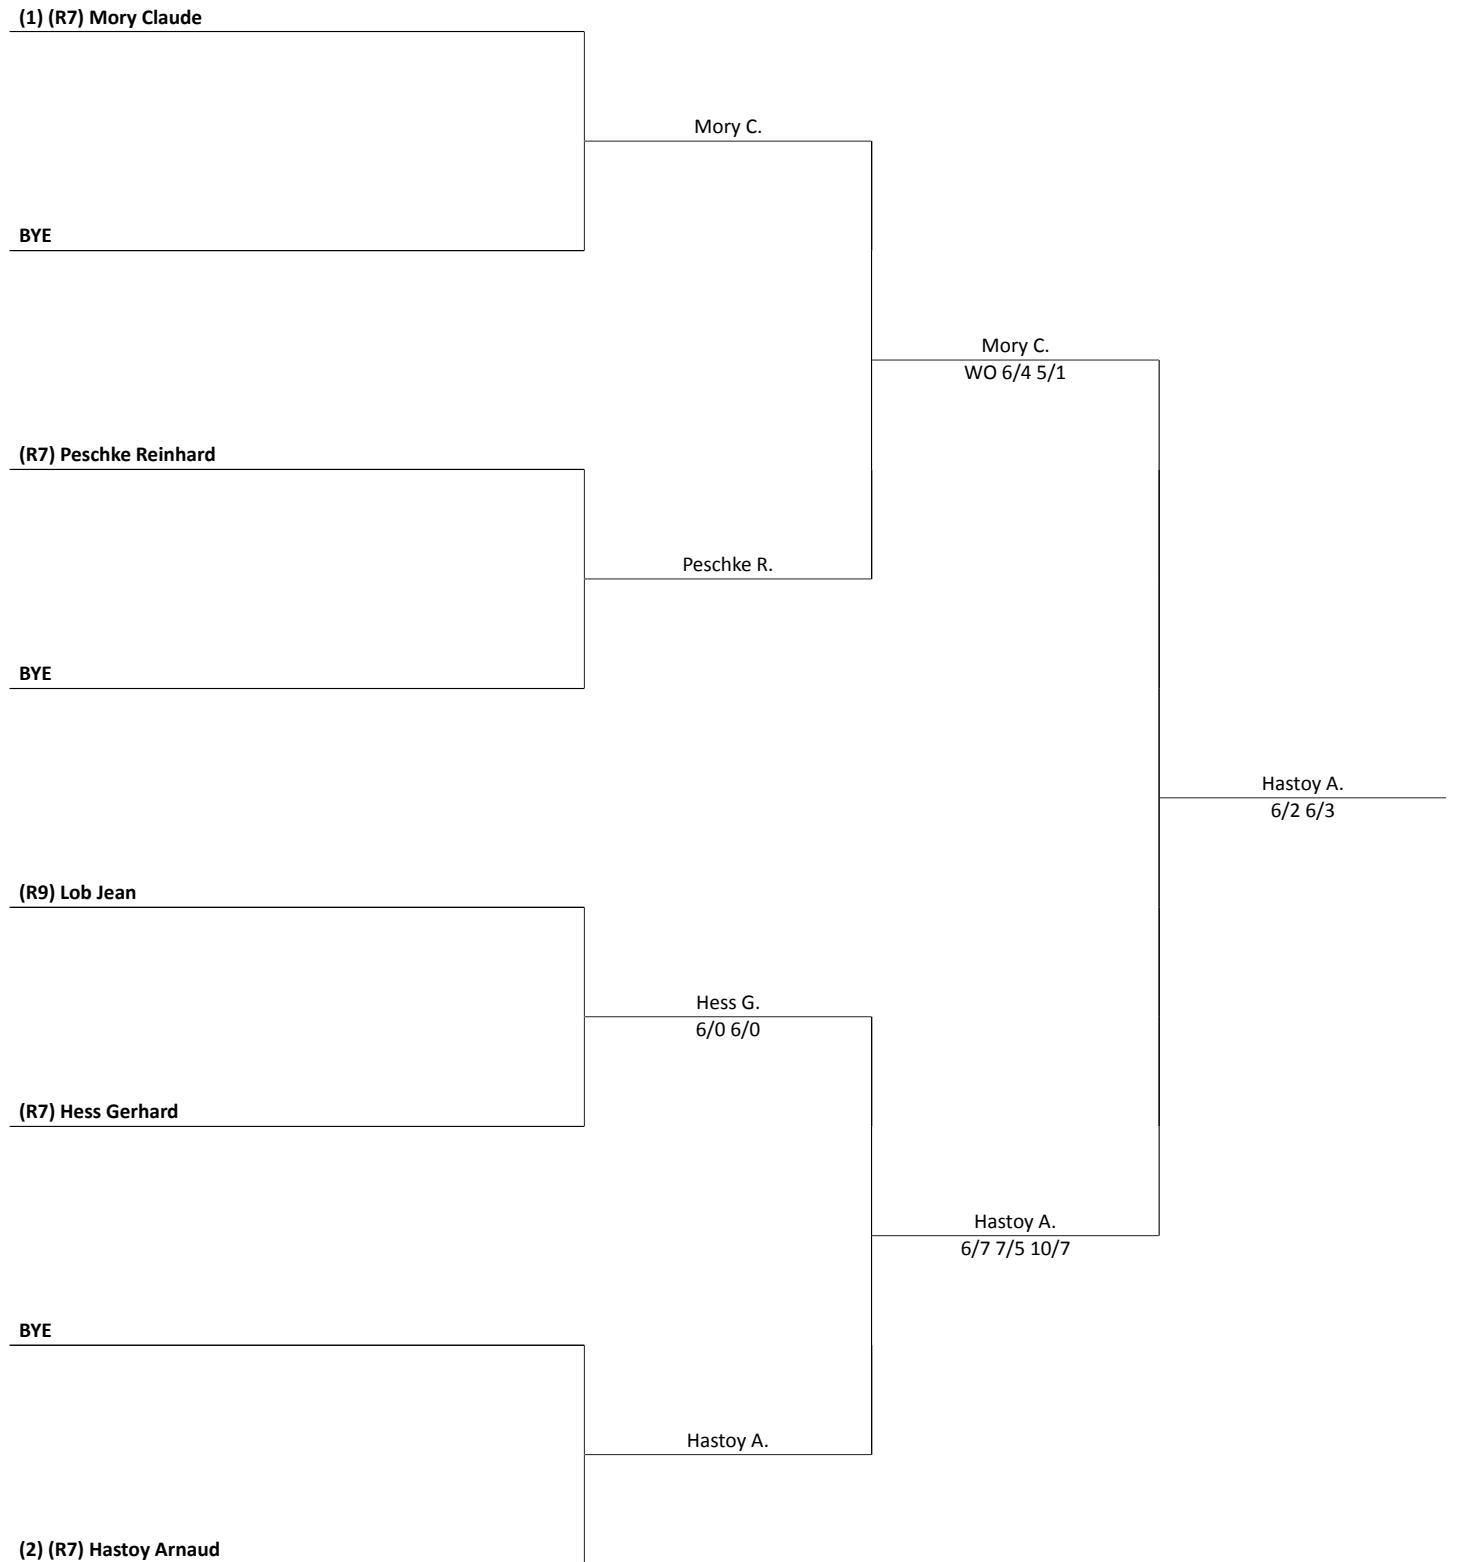 (1) (R7) Mory Claude
Mory C.
BYE
Mory C.
WO 6/4 5/1
(R7) Peschke Reinhard
Peschke R.
BYE
Hastoy A.
6/2 6/3
(R9) Lob Jean
Hess G.
6/0 6/0
(R7) Hess Gerhard
Hastoy A.
6/7 7/5 10/7
BYE
Hastoy A.
(2) (R7) Hastoy Arnaud